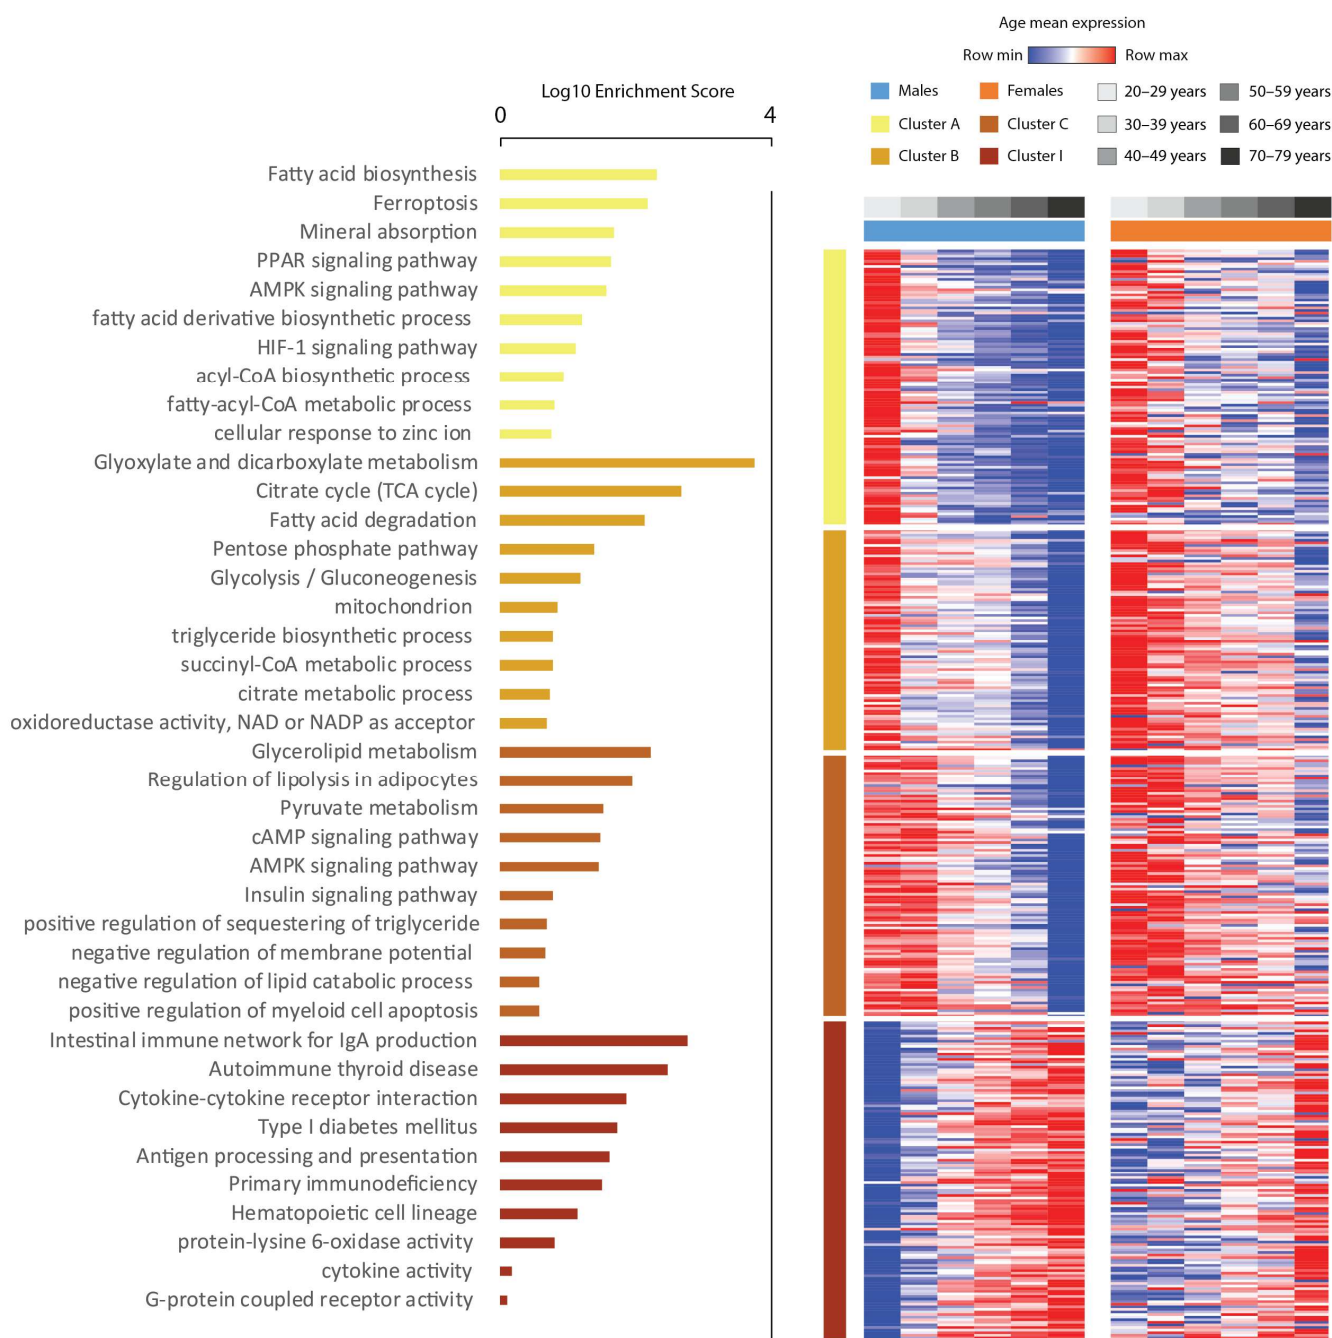 Age mean expression
Row min Row max
Log10 Enrichment Score
0 4
Males Females 20–29 years 50–59 years
Cluster A Cluster C 30–39 years 60–69 years
Cluster B Cluster I 40–49 years 70–79 years
Fatty acid biosynthesis
Ferroptosis
Mineral absorption
PPAR signaling pathway
AMPK signaling pathway
fatty acid derivative biosynthetic process
HIF-1 signaling pathway
acyl-CoA biosynthetic process
fatty-acyl-CoA metabolic process
cellular response to zinc ion
Glyoxylate and dicarboxylate metabolism
Citrate cycle (TCA cycle)
Fatty acid degradation
Pentose phosphate pathway
Glycolysis / Gluconeogenesis
mitochondrion
triglyceride biosynthetic process
succinyl-CoA metabolic process
citrate metabolic process
oxidoreductase activity, NAD or NADP as acceptor
Glycerolipid metabolism
Regulation of lipolysis in adipocytes
Pyruvate metabolism
cAMP signaling pathway
AMPK signaling pathway
Insulin signaling pathway
positive regulation of sequestering of triglyceride
negative regulation of membrane potential
negative regulation of lipid catabolic process
positive regulation of myeloid cell apoptosis
Intestinal immune network for IgA production
Autoimmune thyroid disease
Cytokine-cytokine receptor interaction
Type I diabetes mellitus
Antigen processing and presentation
Primary immunodeficiency
Hematopoietic cell lineage
protein-lysine 6-oxidase activity
cytokine activity
G-protein coupled receptor activity